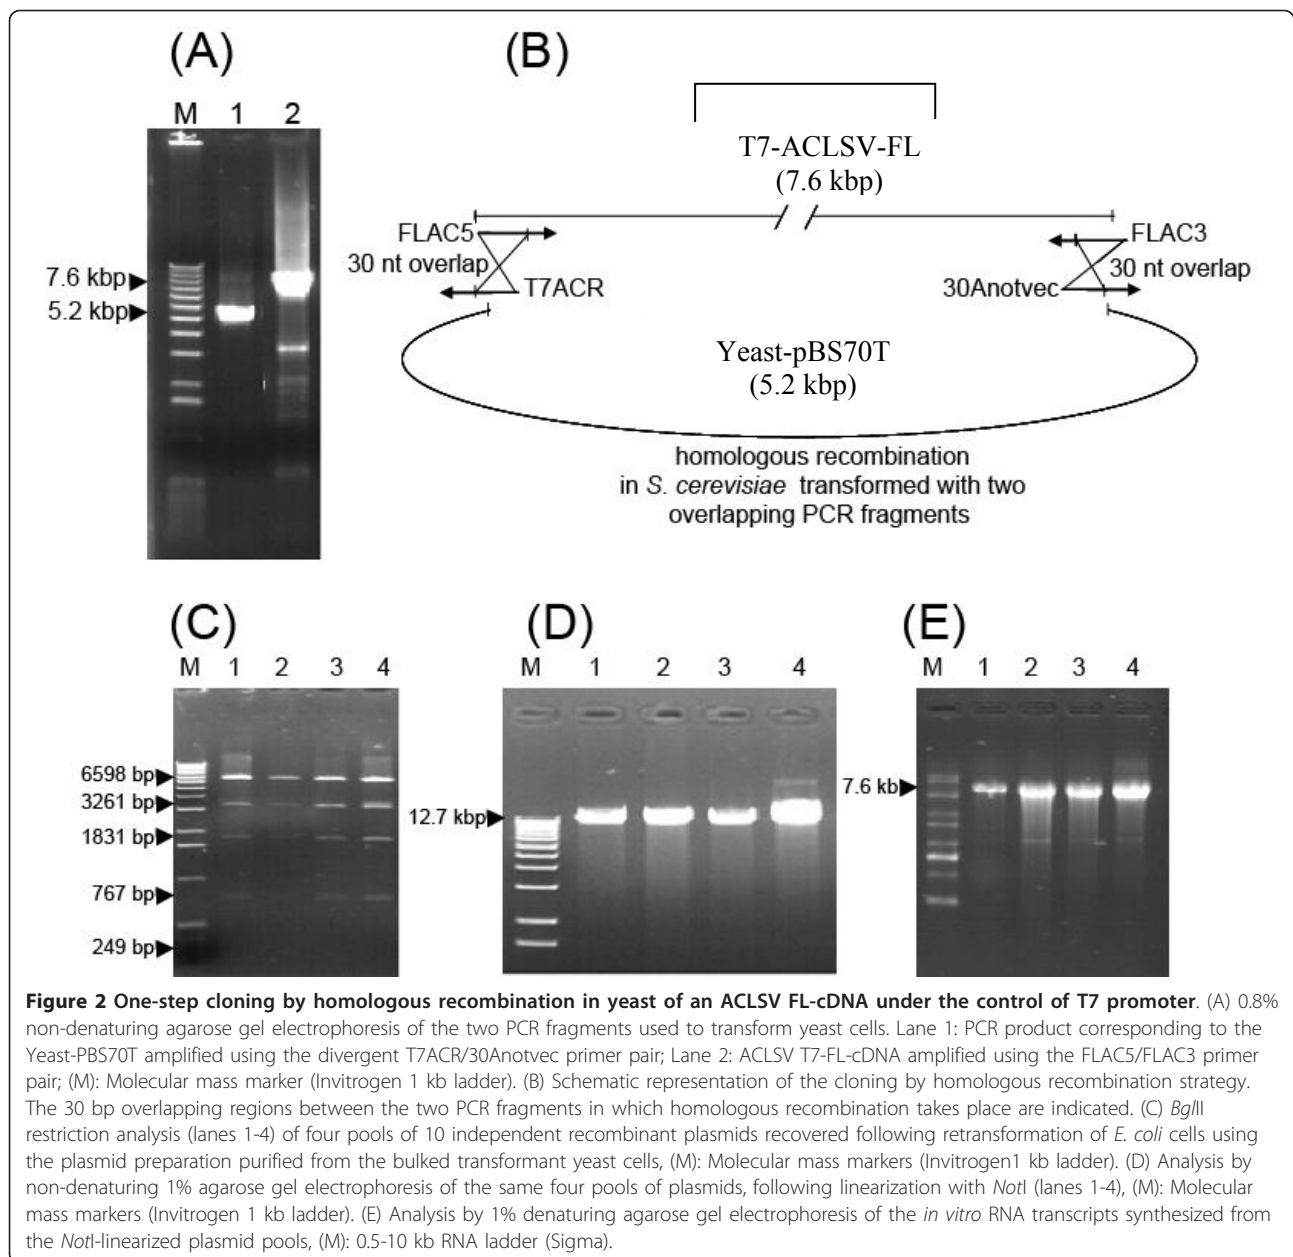 (A)
M 1 2
7.6 kbp
5.2 kbp
(B)
T7-ACLSV-FL
(7.6 kbp)
FLAC5
30 nt overlap
T7ACR
FLAC3
30 nt overlap
30Anotvec
Yeast-pBS70T
(5.2 kbp)
homologous recombination
in S. cerevisiae transformed with two
overlapping PCR fragments
(C)
M 1 2 3 4
6598 bp
3261 bp
1831 bp
767 bp
249 bp
(D)
M 1 2 3 4
12.7 kbp
(E)
M 1 2 3 4
7.6 kb
Figure 2 One-step cloning by homologous recombination in yeast of an ACLSV FL-cDNA under the control of T7 promoter. (A) 0.8%
non-denaturing agarose gel electrophoresis of the two PCR fragments used to transform yeast cells. Lane 1: PCR product corresponding to the
Yeast-PBS70T amplified using the divergent T7ACR/30Anotvec primer pair; Lane 2: ACLSV T7-FL-cDNA amplified using the FLAC5/FLAC3 primer
pair; (M): Molecular mass marker (Invitrogen 1 kb ladder). (B) Schematic representation of the cloning by homologous recombination strategy.
The 30 bp overlapping regions between the two PCR fragments in which homologous recombination takes place are indicated. (C) BglII
restriction analysis (lanes 1-4) of four pools of 10 independent recombinant plasmids recovered following retransformation of E. coli cells using
the plasmid preparation purified from the bulked transformant yeast cells, (M): Molecular mass markers (Invitrogen1 kb ladder). (D) Analysis by
non-denaturing 1% agarose gel electrophoresis of the same four pools of plasmids, following linearization with NotI (lanes 1-4), (M): Molecular
mass markers (Invitrogen 1 kb ladder). (E) Analysis by 1% denaturing agarose gel electrophoresis of the in vitro RNA transcripts synthesized from
the NotI-linearized plasmid pools, (M): 0.5-10 kb RNA ladder (Sigma).